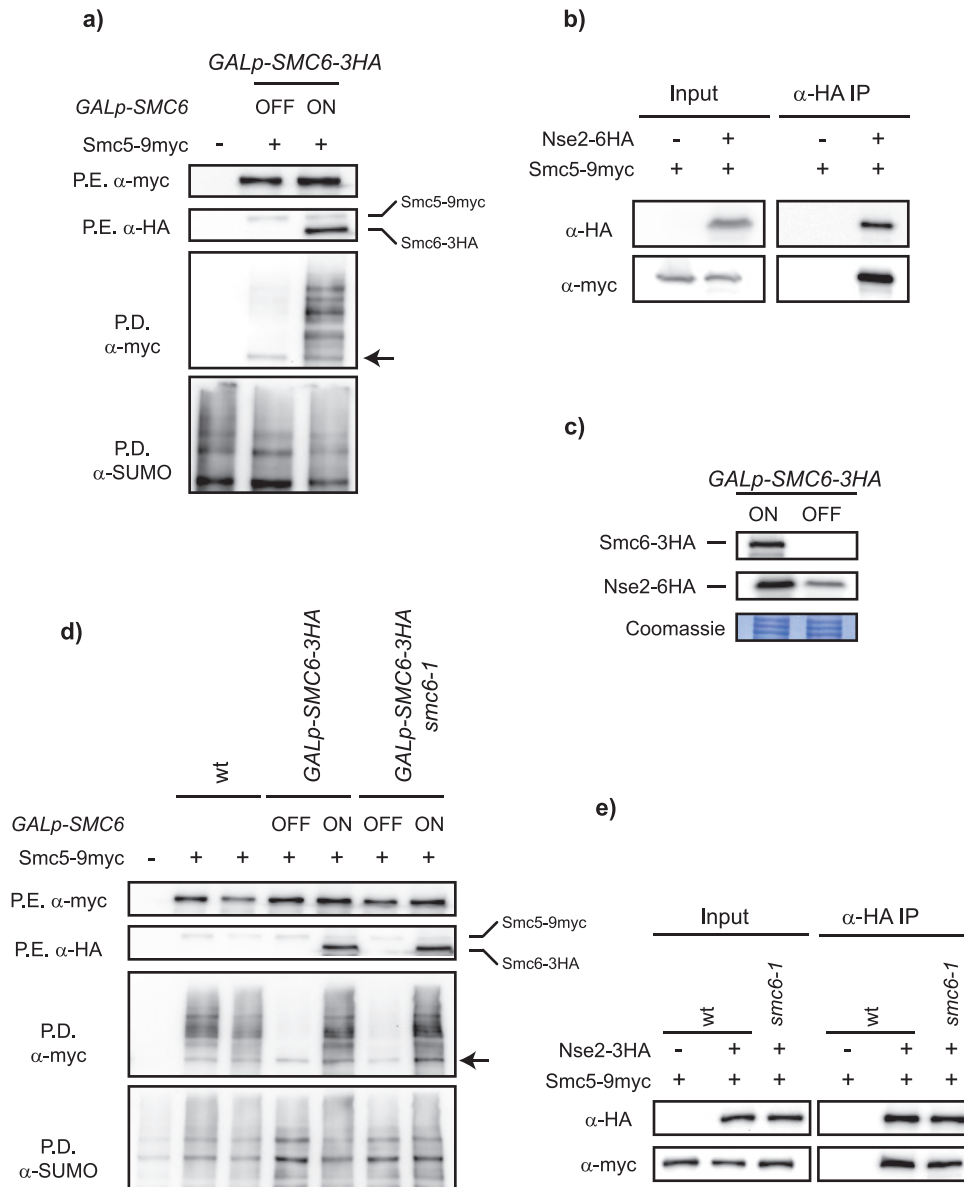 a)
GALp-SMC6-3HA
GALp-SMC6 OFF ON
Smc5-9myc - + +
P.E. α-myc
P.E. α-HA
Smc5-9myc
Smc6-3HA
P.D.
α-myc
P.D.
α-SUMO
b)
Input α-HA IP
Nse2-6HA - + - +
Smc5-9myc + + + +
α-HA
α-myc
c)
GALp-SMC6-3HA
ON OFF
Smc6-3HA
Nse2-6HA
Coomassie
d)
wt
GALp-SMC6-3HA
GALp-SMC6-3HA
smc6-1
GALp-SMC6 OFF ON OFF ON
Smc5-9myc - + + + + + +
P.E. α-myc
P.E. α-HA
Smc5-9myc
Smc6-3HA
P.D.
α-myc
P.D.
α-SUMO
e)
Input α-HA IP
wt smc6-1 wt smc6-1
Nse2-3HA - + + - + +
Smc5-9myc + + + + + +
α-HA
α-myc